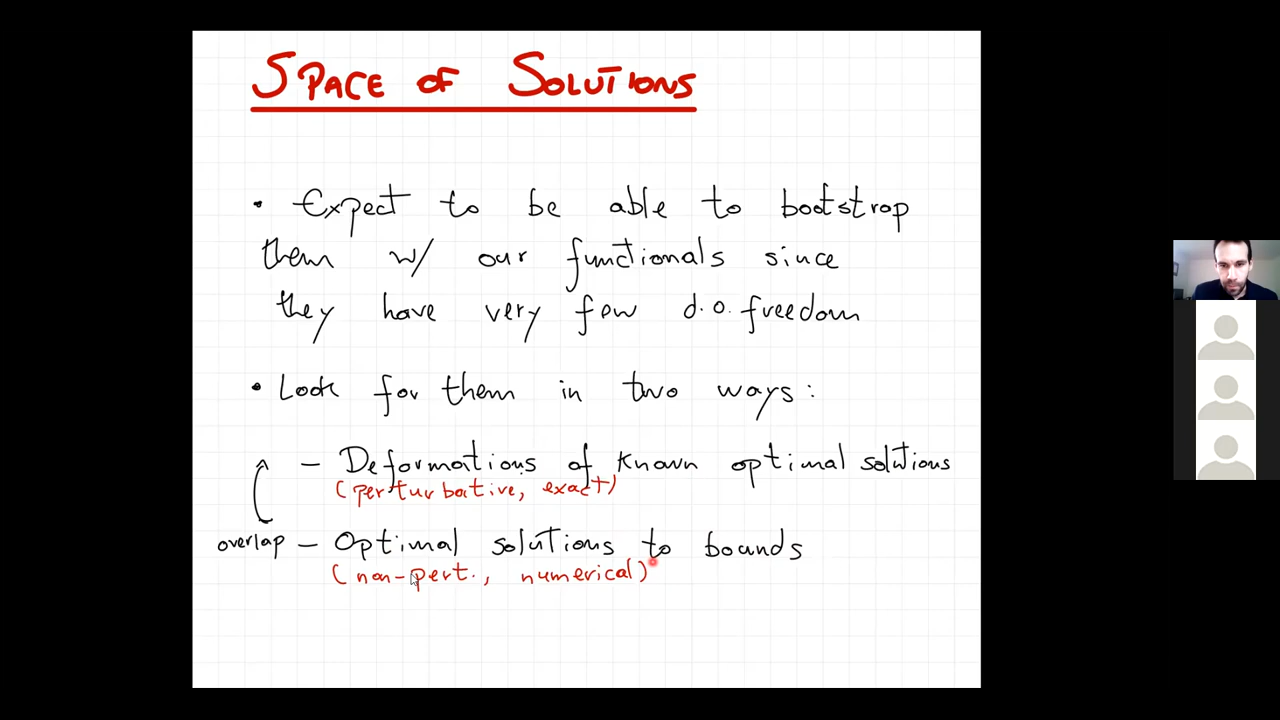 SPACE OF SOLUTIONS
• Expect to be able to bootstrap
them w/ our functionals since
they have very few d.o. freedom
• Look for them in two ways:
– Deformations of known optimal solutions
(perturbative, exact)
overlap – Optimal solutions to bounds
(non-pert., numerical)